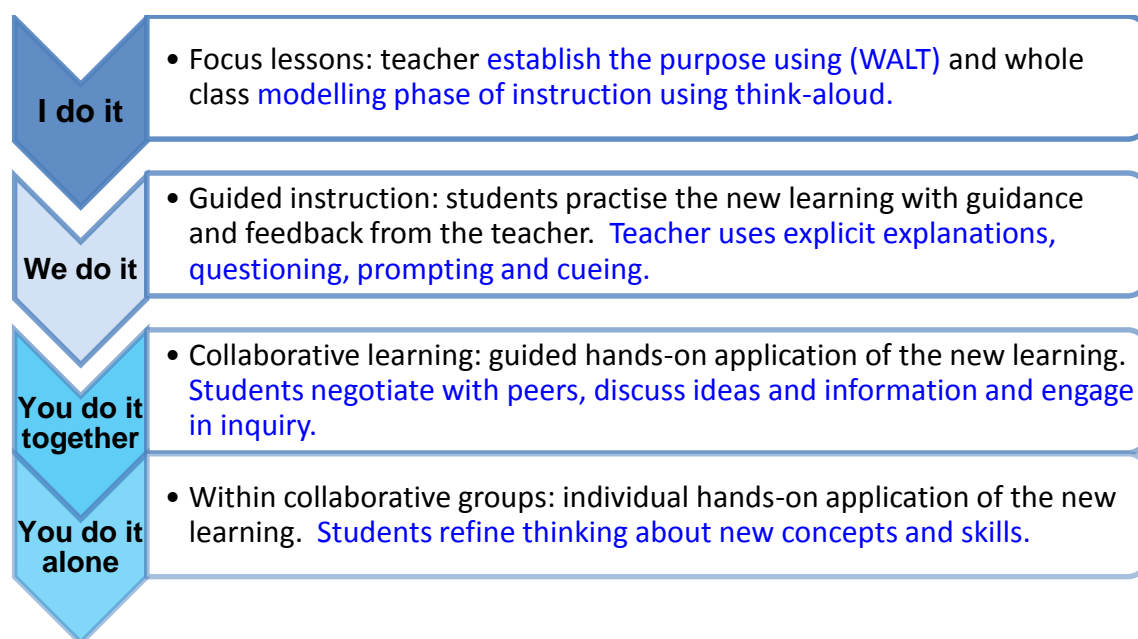 I do it
• Focus lessons: teacher establish the purpose using (WALT) and whole
class modelling phase of instruction using think-aloud.
We do it
• Guided instruction: students practise the new learning with guidance
and feedback from the teacher.  Teacher uses explicit explanations,
questioning, prompting and cueing.
You do it
together
• Collaborative learning: guided hands-on application of the new learning.
Students negotiate with peers, discuss ideas and information and engage
in inquiry.
You do it
alone
• Within collaborative groups: individual hands-on application of the new
learning.  Students refine thinking about new concepts and skills.